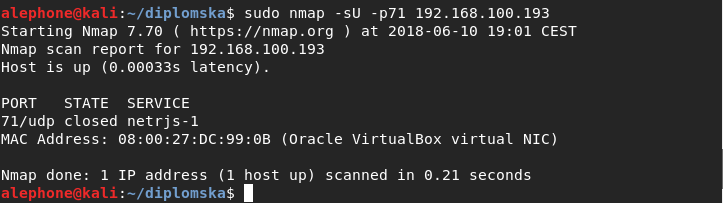 alephone@kali:~/diplomska$ sudo nmap -sU -p71 192.168.100.193
Starting Nmap 7.70 ( https://nmap.org ) at 2018-06-10 19:01 CEST
Nmap scan report for 192.168.100.193
Host is up (0.00033s latency).
PORT   STATE  SERVICE
71/udp closed netrjs-1
MAC Address: 08:00:27:DC:99:0B (Oracle VirtualBox virtual NIC)
Nmap done: 1 IP address (1 host up) scanned in 0.21 seconds
alephone@kali:~/diplomska$